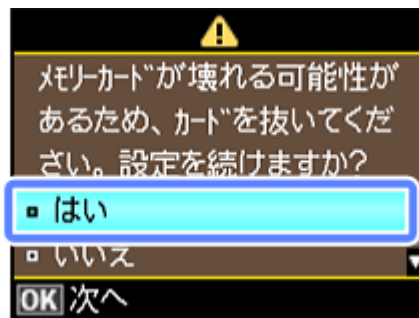 メモリーカードが壊れる可能性が
あるため、カードを抜いてくだ
さい。設定を続けますか?
はい
いいえ
OK 次へ